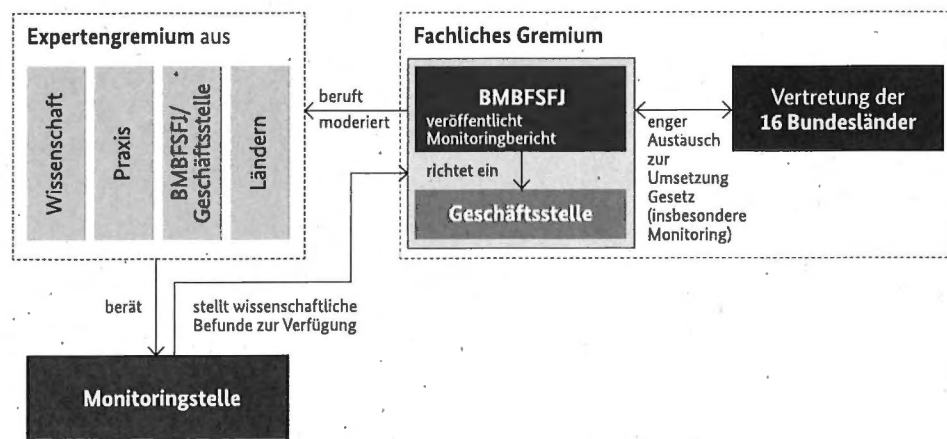 Expertengremium aus
Wissenschaft
Praxis
BMBFSFJ/
Geschäftsstelle
Ländern
beruft
moderiert
Fachliches Gremium
BMBFSFJ
veröffentlicht
Monitoringbericht
richtet ein
Geschäftsstelle
enger
Austausch
zur
Umsetzung
Gesetz
(insbesondere
Monitoring)
Vertretung der
16 Bundesländer
berät
stellt wissenschaftliche
Befunde zur Verfügung
Monitoringstelle